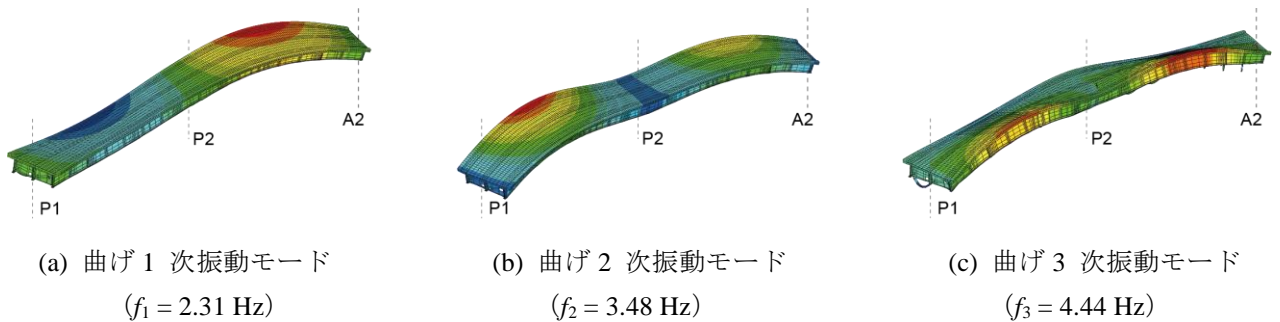 A2
P2
P1
A2
P2
P1
A2
P2
P1
(a) 曲げ 1 次振動モード
(f1 = 2.31 Hz)
(b) 曲げ 2 次振動モード
(f2 = 3.48 Hz)
(c) 曲げ 3 次振動モード
(f3 = 4.44 Hz)